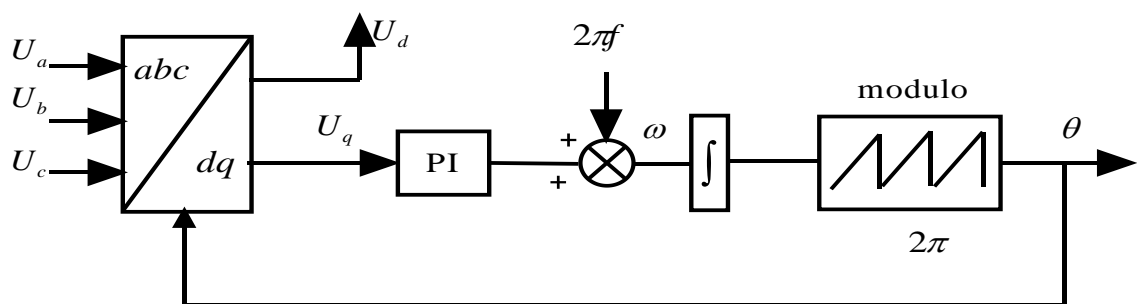 U_a
U_b
U_c
abc
dq
U_d
U_q
PI
2πf
+
+
ω
∫
modulo
2π
θ